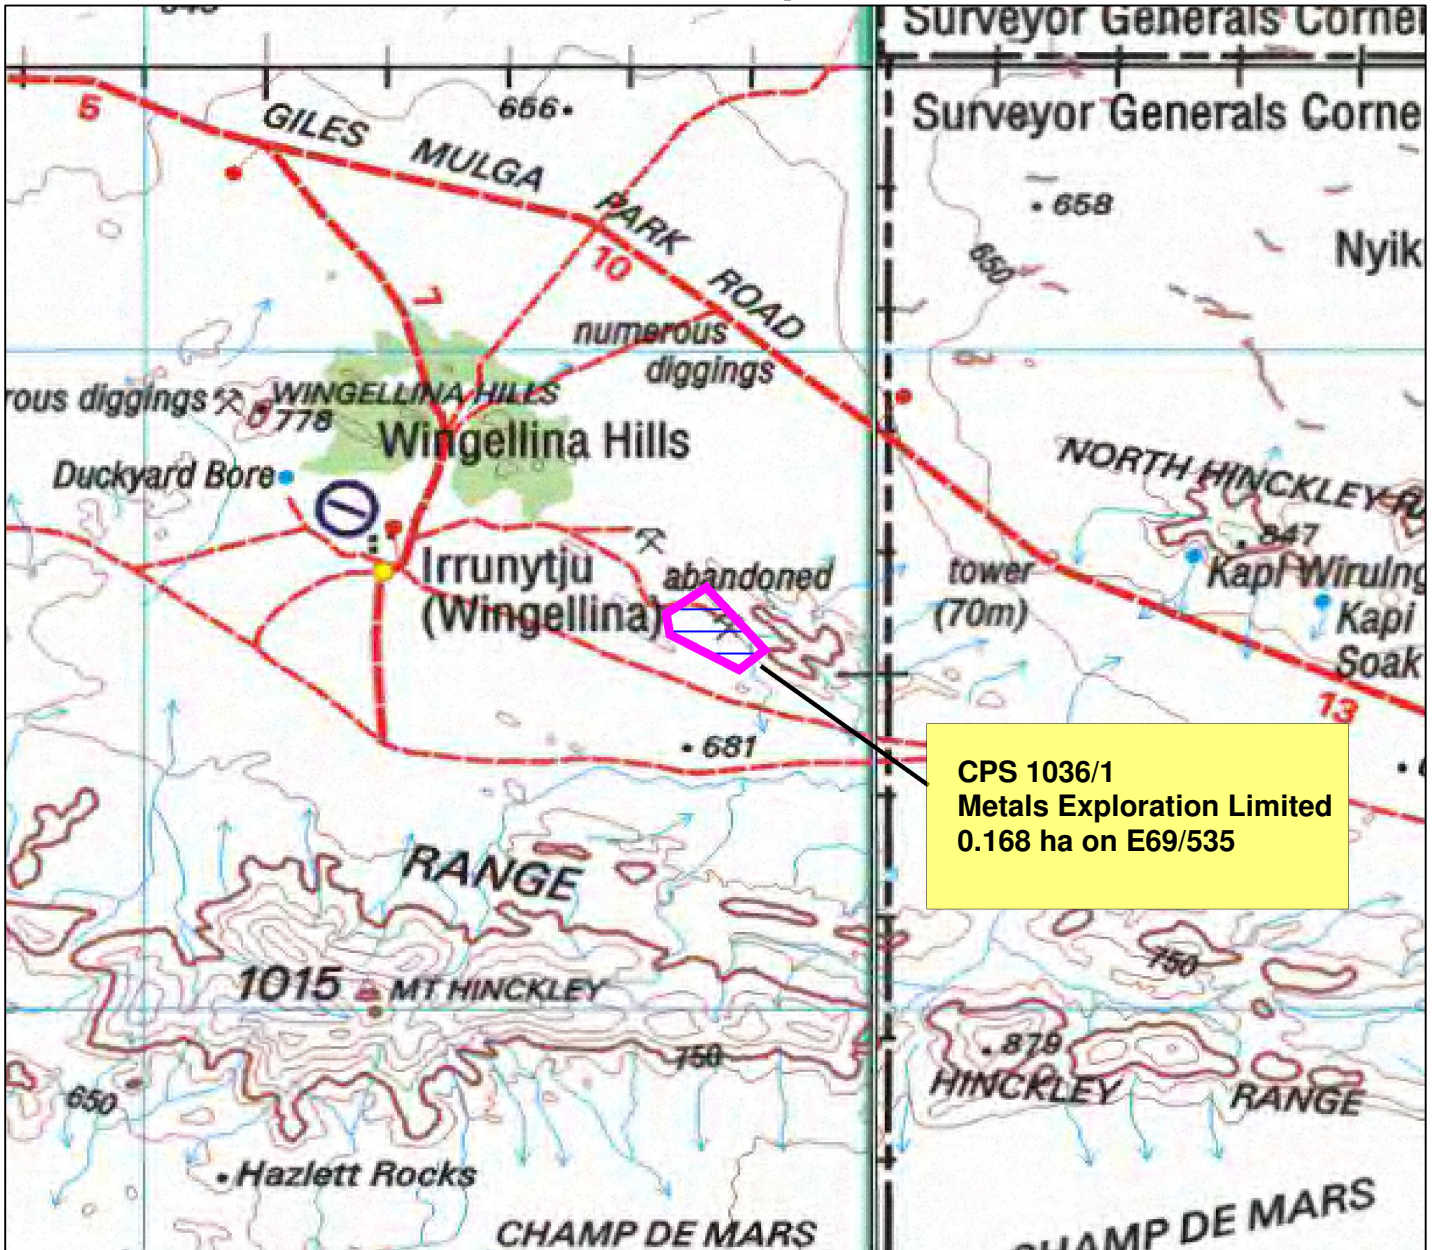 Surveyor Generals Corner
Surveyor Generals Corne
656
5
GILES MULGA PARK ROAD
658
650
Nyik
10
7
numerous
diggings
rous diggings
WINGELLINA HILLS
778
Wingellina Hills
Duckyard Bore
NORTH HINCKLEY
847
Kapi
Kapi
Soak
tower
(70m)
Irrunytju
(Wingellina)
abandoned
13
681
CPS 1036/1
Metals Exploration Limited
0.168 ha on E69/535
RANGE
1015
MT HINCKLEY
750
750
879
HINCKLEY RANGE
650
Hazlett Rocks
CHAMP DE MARS
CHAMP DE MARS